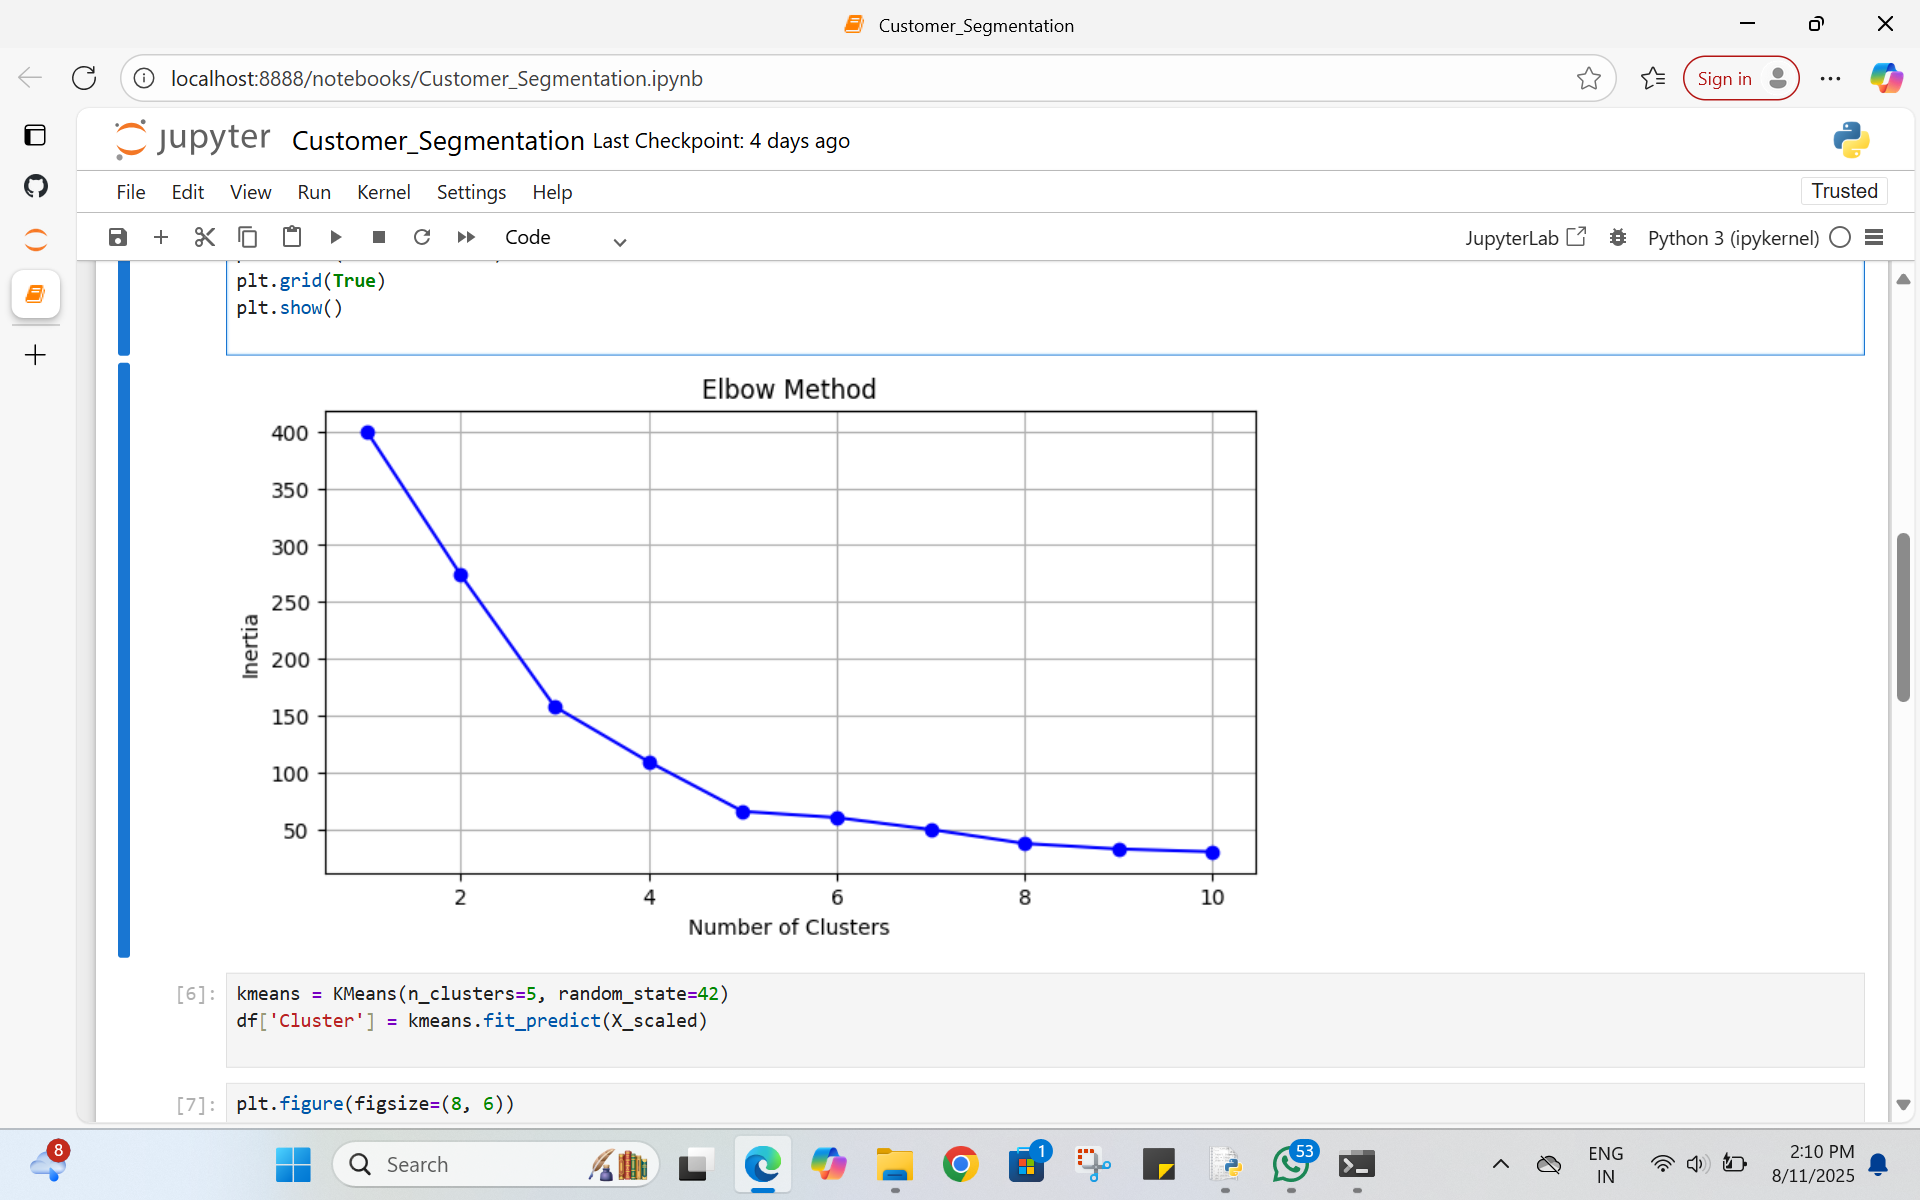 Customer_Segmentation
localhost:8888/notebooks/Customer_Segmentation.ipynb
Sign in
jupyter Customer_Segmentation Last Checkpoint: 4 days ago
File Edit View Run Kernel Settings Help
Trusted
Code
JupyterLab
Python 3 (ipykernel)
plt.grid(True)
plt.show()
Elbow Method
400
350
300
250
200
150
100
50
Inertia
2 4 6 8 10
Number of Clusters
[6]:
kmeans = KMeans(n_clusters=5, random_state=42)
df['Cluster'] = kmeans.fit_predict(X_scaled)
[7]:
plt.figure(figsize=(8, 6))
8
Search
1
53
ENG
IN
2:10 PM
8/11/2025